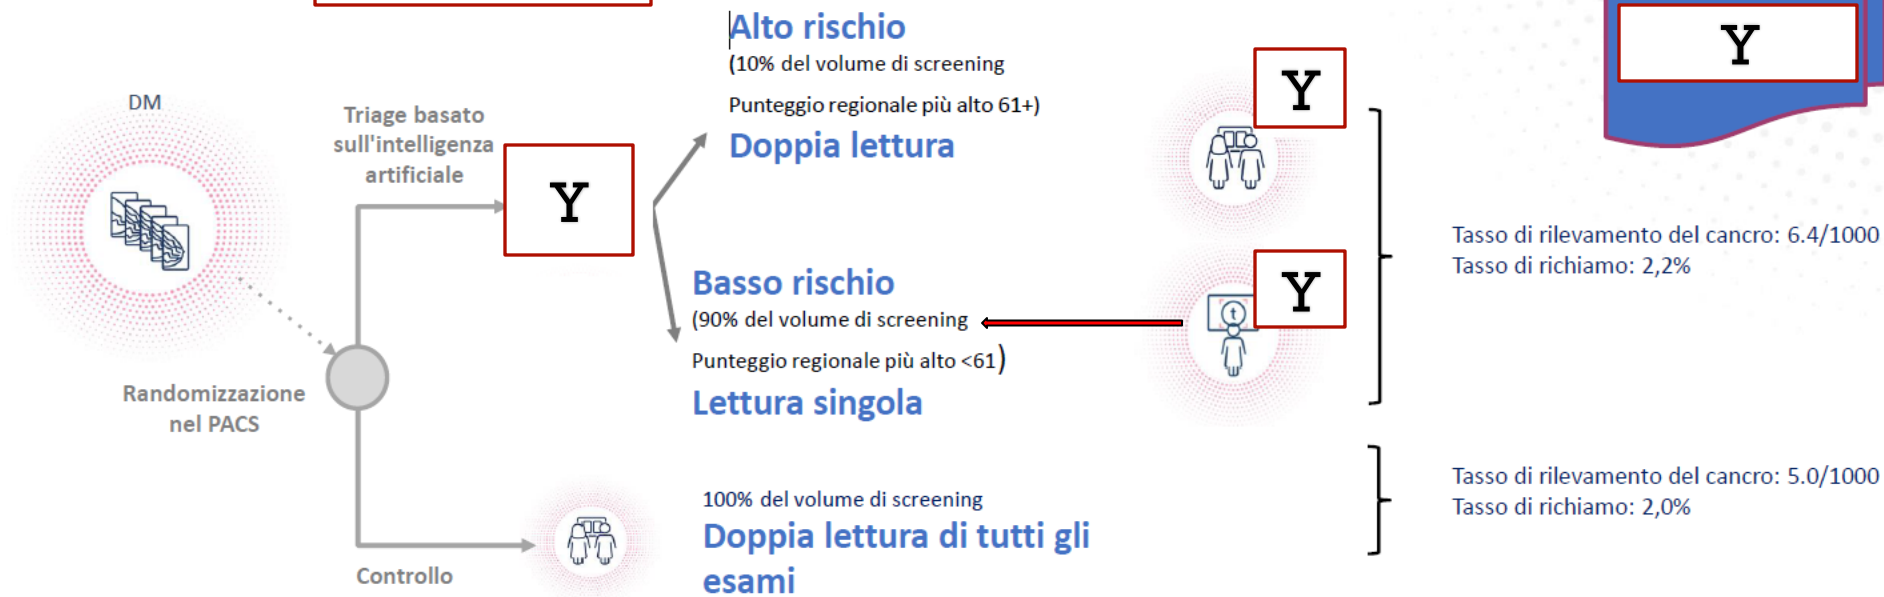 Y
DM
Triage basato
sull'intelligenza
artificiale
Y
Alto rischio
(10% del volume di screening
Punteggio regionale più alto 61+)
Doppia lettura
Y
Basso rischio
(90% del volume di screening
Punteggio regionale più alto <61)
Lettura singola
t
Y
Tasso di rilevamento del cancro: 6.4/1000
Tasso di richiamo: 2,2%
Randomizzazione
nel PACS
Controllo
100% del volume di screening
Doppia lettura di tutti gli
esami
Tasso di rilevamento del cancro: 5.0/1000
Tasso di richiamo: 2,0%